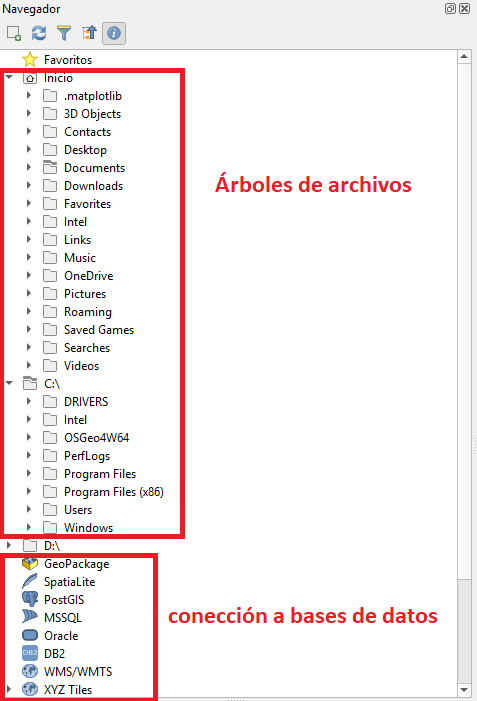 Navegador
Favoritos
Inicio
.matplotlib
3D Objects
Contacts
Desktop
Documents
Árboles de archivos
Downloads
Favorites
Intel
Links
Music
OneDrive
Pictures
Roaming
Saved Games
Searches
Videos
C:\
DRIVERS
Intel
OSGeo4W64
PerfLogs
Program Files
Program Files (x86)
Users
Windows
D:\
GeoPackage
SpatiaLite
PostGIS
MSSQL
conección a bases de datos
Oracle
DB2
DB2
WMS/WMTS
XYZ Tiles